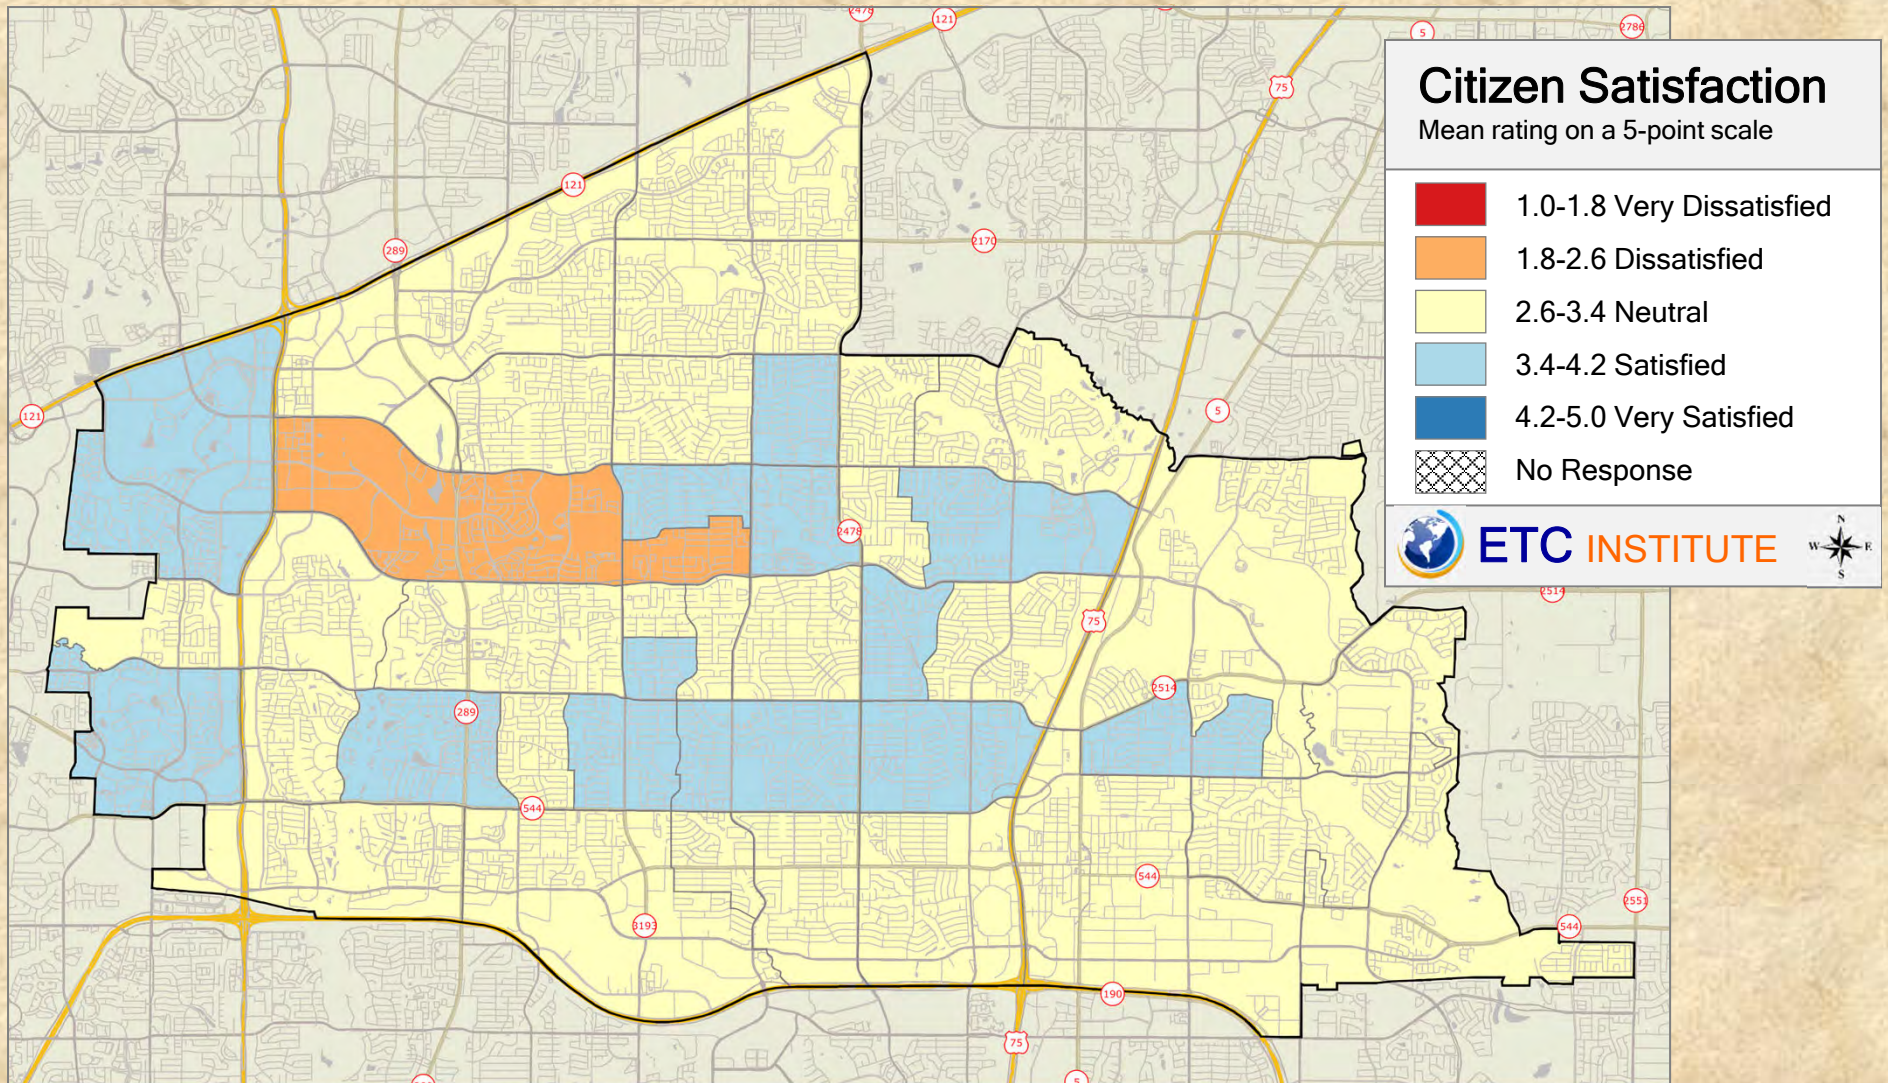 2478
121
5
2786
75
Citizen Satisfaction
Mean rating on a 5-point scale
121
1.0-1.8 Very Dissatisfied
289
2170
1.8-2.6 Dissatisfied
2.6-3.4 Neutral
3.4-4.2 Satisfied
121
5
4.2-5.0 Very Satisfied
No Response
2478
ETC INSTITUTE
N
W E
S
2514
75
2514
289
544
544
3193
2551
544
190
75
5